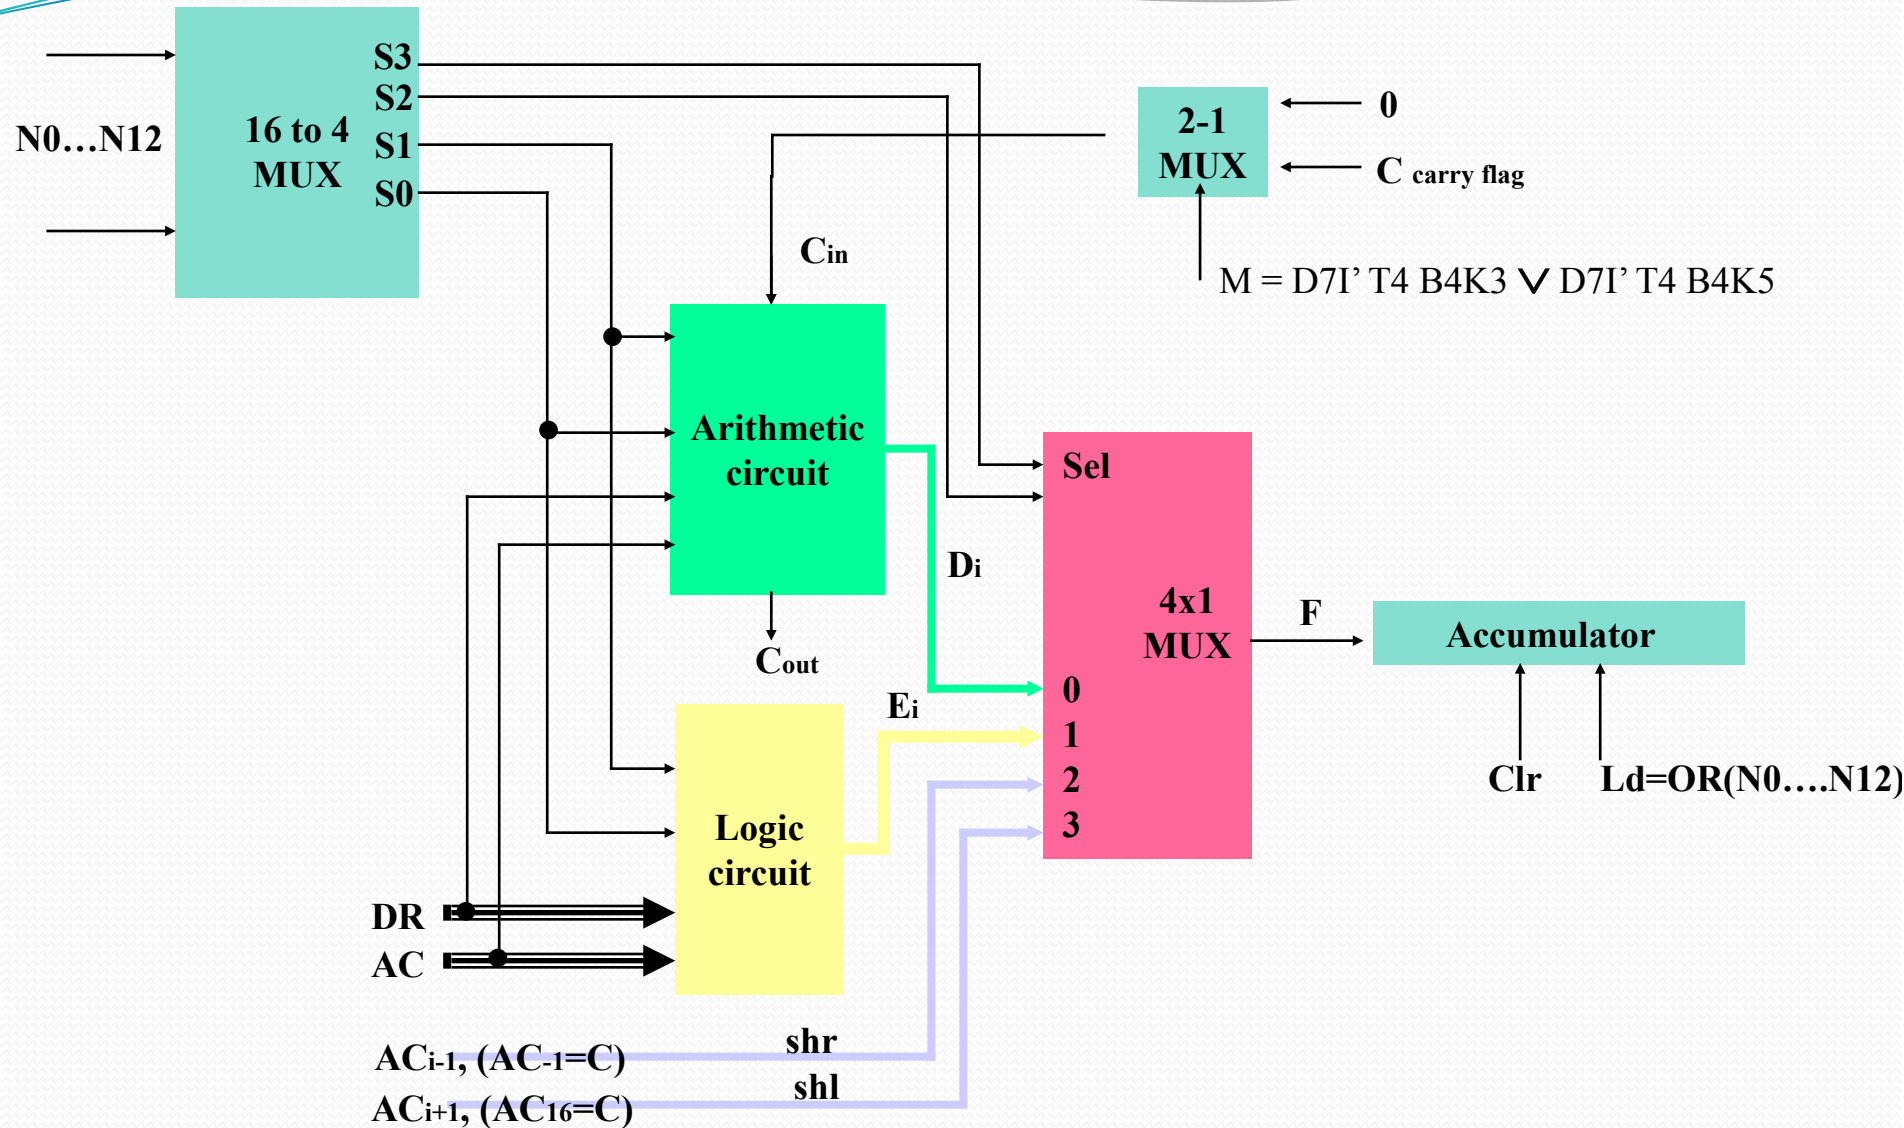 N0…N12
16 to 4
MUX
S3
S2
S1
S0
2-1
MUX
0
C carry flag
M = D7I’ T4 B4K3 ∨ D7I’ T4 B4K5
Cin
Arithmetic
circuit
Cout
Di
Sel
4x1
MUX
0
1
2
3
F
Accumulator
Clr
Ld=OR(N0….N12)
Ei
Logic
circuit
DR
AC
ACi-1, (AC-1=C)
shr
ACi+1, (AC16=C)
shl